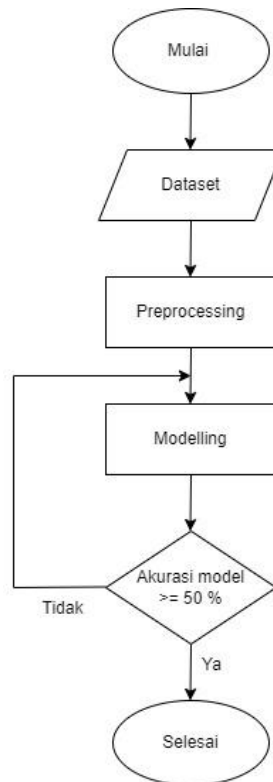 Mulai
Dataset
Preprocessing
Modelling
Akurasi model
>= 50 %
Tidak
Ya
Selesai